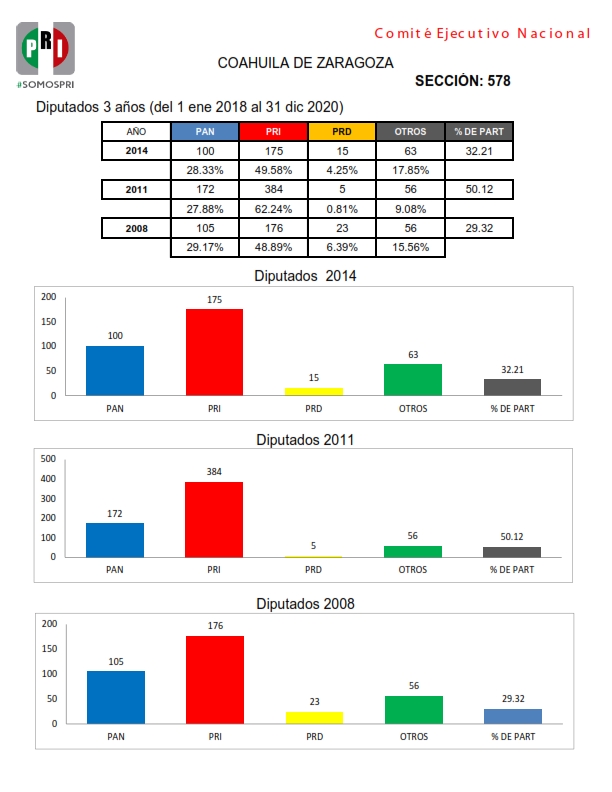 Comité Ejecutivo Nacional
PRI
#SOMOSPRI
COAHUILA DE ZARAGOZA
SECCIÓN: 578
Diputados 3 años (del 1 ene 2018 al 31 dic 2020)
AÑO PAN PRI PRD OTROS % DE PART
2014 100 175 15 63 32.21
28.33% 49.58% 4.25% 17.85%
2011 172 384 5 56 50.12
27.88% 62.24% 0.81% 9.08%
2008 105 176 23 56 29.32
29.17% 48.89% 6.39% 15.56%
Diputados  2014
200
150
100
50
0
100
175
15
63
32.21
PAN PRI PRD OTROS % DE PART
Diputados 2011
500
400
300
200
100
0
172
384
5
56
50.12
PAN PRI PRD OTROS % DE PART
Diputados 2008
200
150
100
50
0
105
176
23
56
29.32
PAN PRI PRD OTROS % DE PART